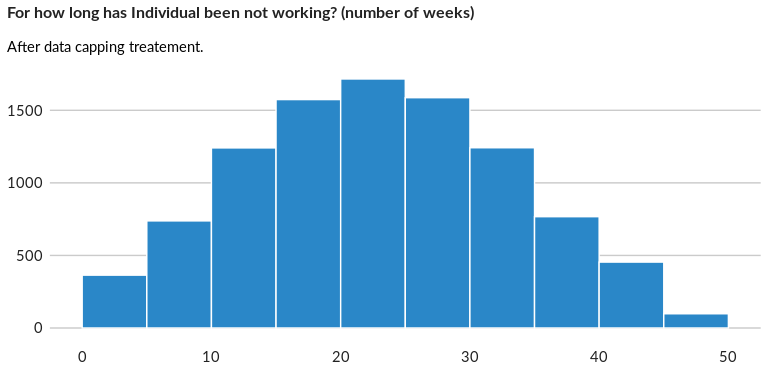 For how long has Individual been not working? (number of weeks)
After data capping treatement.
1500
1000
500
0
0 10 20 30 40 50